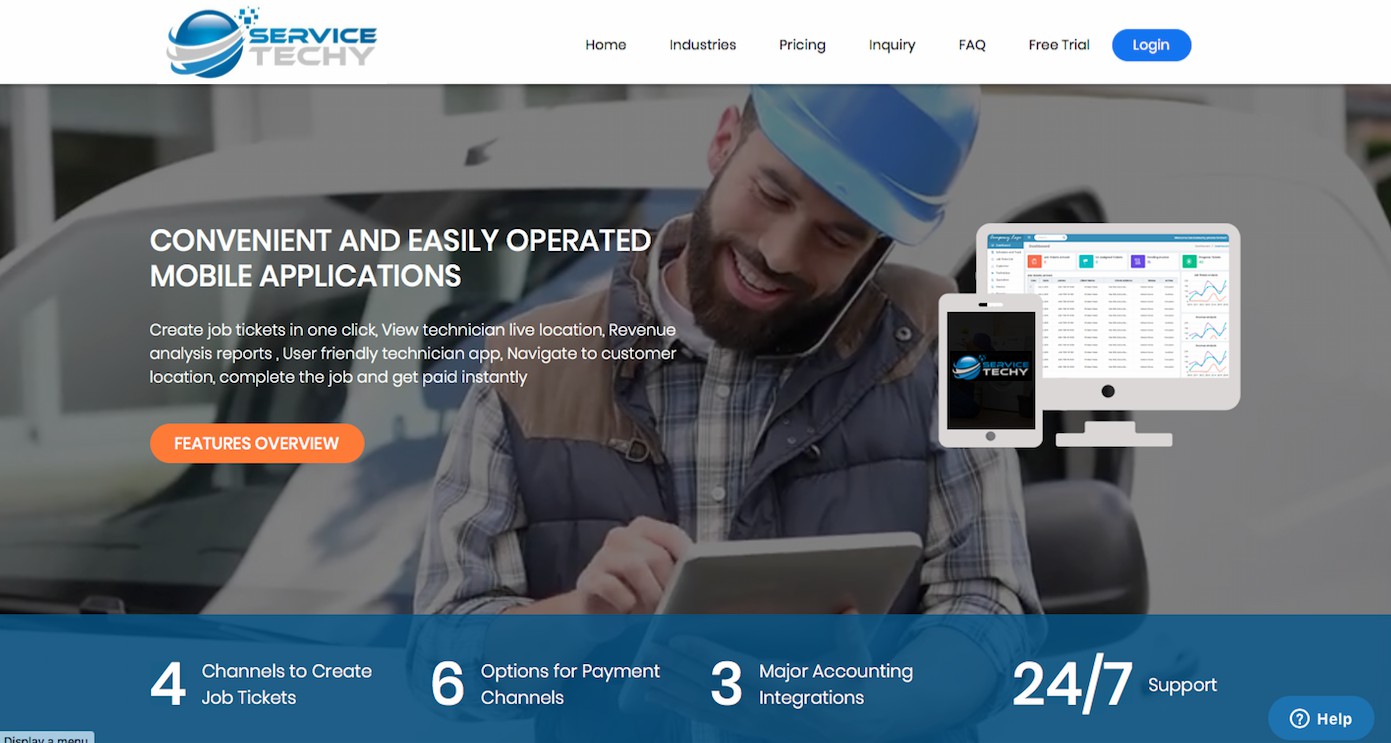 SERVICE
TECHY
Home
Industries
Pricing
Inquiry
FAQ
Free Trial
Login
CONVENIENT AND EASILY OPERATED
MOBILE APPLICATIONS
Create job tickets in one click, View technician live location, Revenue
analysis reports , User friendly technician app, Navigate to customer
location, complete the job and get paid instantly
FEATURES OVERVIEW
Company Logo
Dashboard
SERVICE
TECHY
4
Channels to Create
Job Tickets
6
Options for Payment
Channels
3
Major Accounting
Integrations
24/7
Support
Help
Display a menu